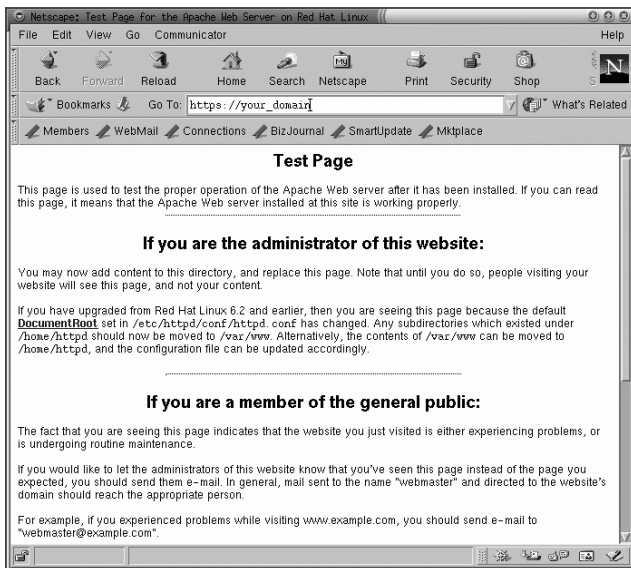 Netscape: Test Page for the Apache Web Server on Red Hat Linux
File Edit View Go Communicator Help
Back Forward Reload Home Search Netscape Print Security Shop S
My
N
Bookmarks Go To: https://your_domain What's Related
Members WebMail Connections BizJournal SmartUpdate Mktplace
Test Page
This page is used to test the proper operation of the Apache Web server after it has been installed. If you can read
this page, it means that the Apache Web server installed at this site is working properly.
If you are the administrator of this website:
You may now add content to this directory, and replace this page. Note that until you do so, people visiting your
website will see this page, and not your content.
If you have upgraded from Red Hat Linux 6.2 and earlier, then you are seeing this page because the default
DocumentRoot set in /etc/httpd/conf/httpd.conf has changed. Any subdirectories which existed under
/home/httpd should now be moved to /var/www. Alternatively, the contents of /var/www can be moved to
/home/httpd, and the configuration file can be updated accordingly.
If you are a member of the general public:
The fact that you are seeing this page indicates that the website you just visited is either experiencing problems, or
is undergoing routine maintenance.
If you would like to let the administrators of this website know that you've seen this page instead of the page you
expected, you should send them e-mail. In general, mail sent to the name "webmaster" and directed to the website's
domain should reach the appropriate person.
For example, if you experienced problems while visiting www.example.com, you should send e-mail to
"webmaster@example.com".